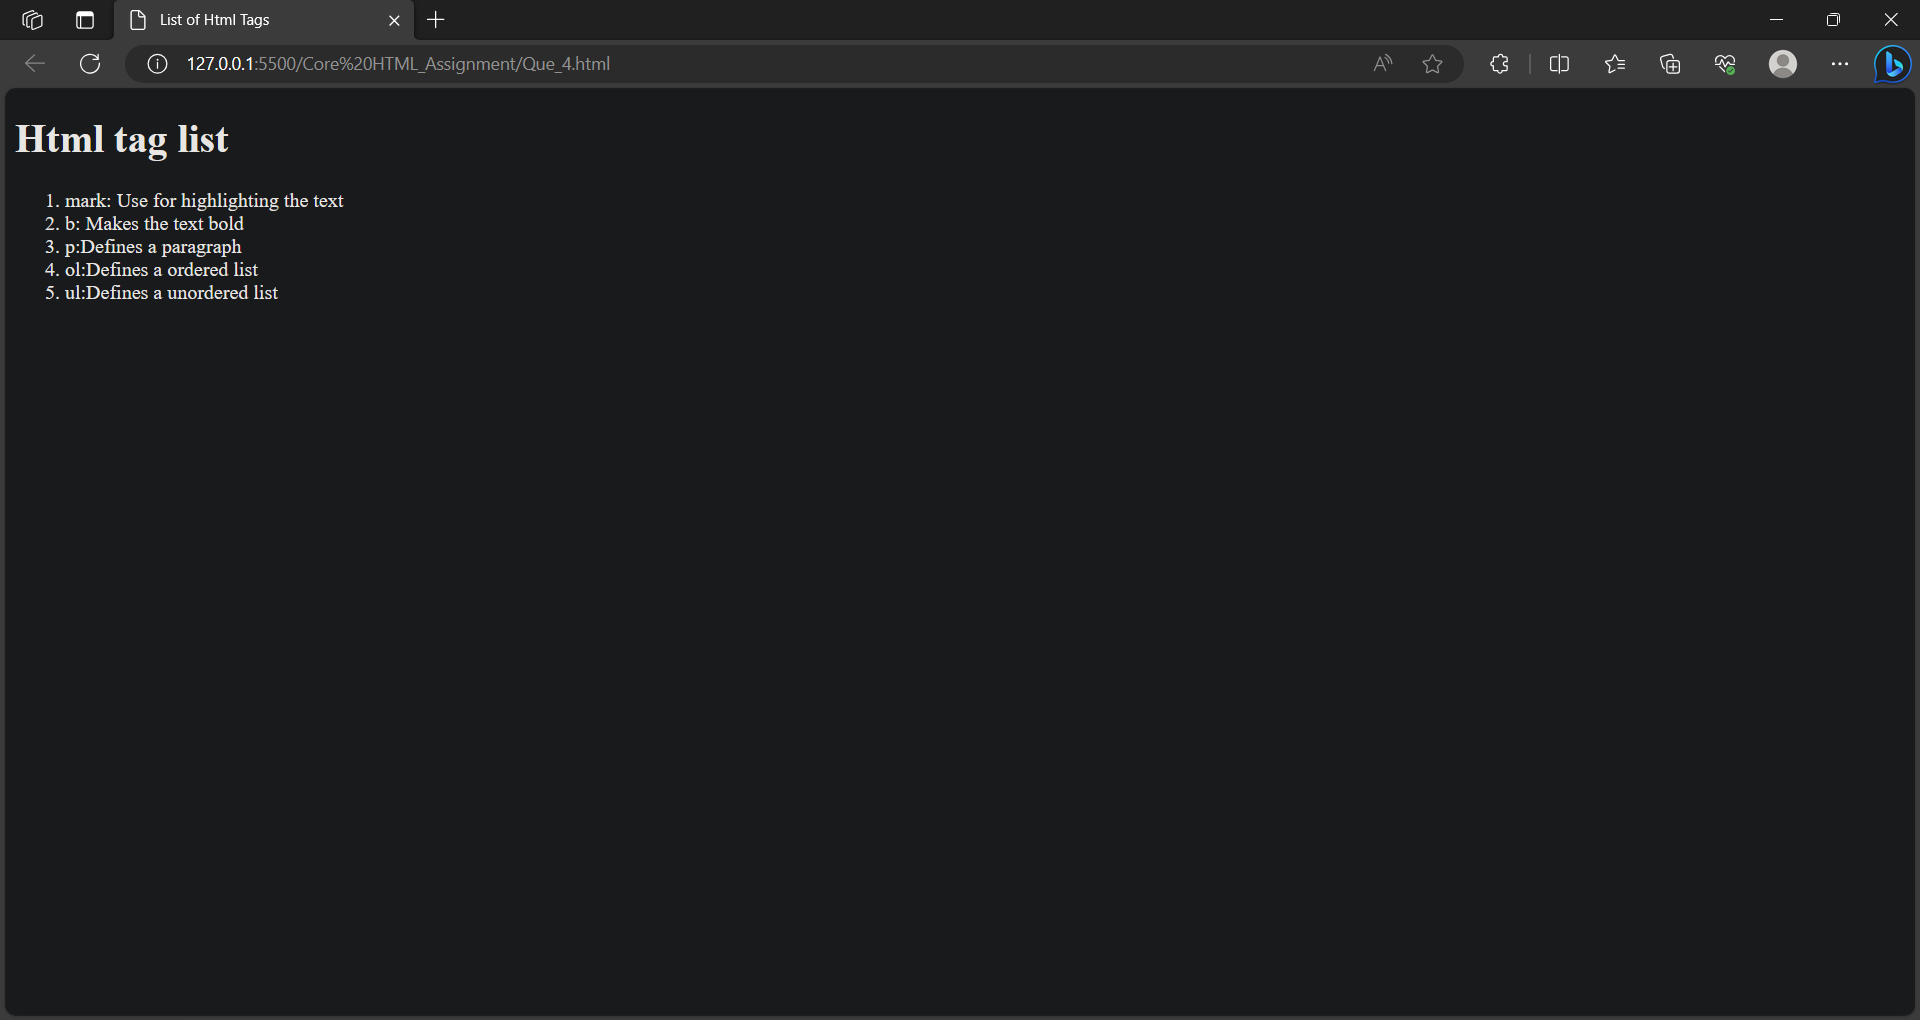 List of Html Tags
127.0.0.1:5500/Core%20HTML_Assignment/Que_4.html
Html tag list
1. mark: Use for highlighting the text
2. b: Makes the text bold
3. p:Defines a paragraph
4. ol:Defines a ordered list
5. ul:Defines a unordered list